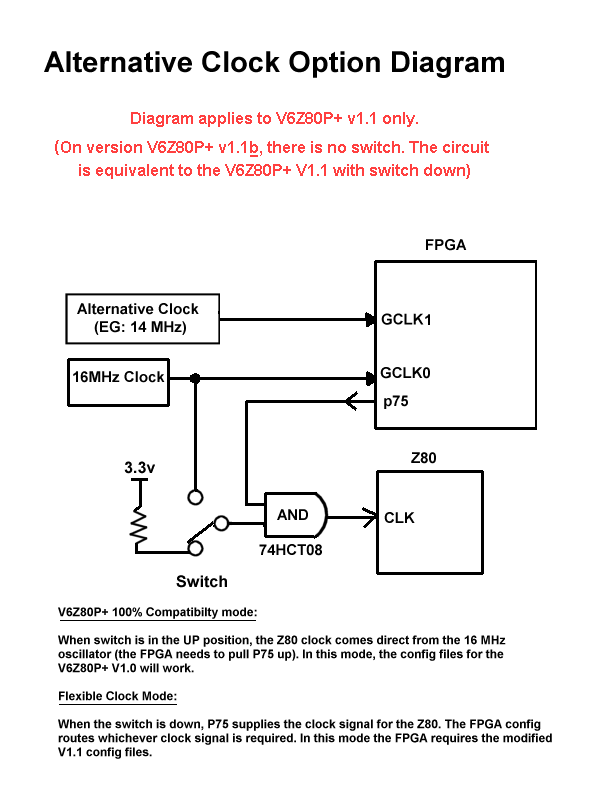 Alternative Clock Option Diagram
Diagram applies to V6Z80P+ v1.1 only.
(On version V6Z80P+ v1.1b, there is no switch. The circuit
is equivalent to the V6Z80P+ V1.1 with switch down)
FPGA
Alternative Clock
(EG: 14 MHz)
GCLK1
16MHz Clock
GCLK0
p75
3.3v
Z80
AND
CLK
74HCT08
Switch
V6Z80P+ 100% Compatibilty mode:
When switch is in the UP position, the Z80 clock comes direct from the 16 MHz
oscillator (the FPGA needs to pull P75 up). In this mode, the config files for the
V6Z80P+ V1.0 will work.
Flexible Clock Mode:
When the switch is down, P75 supplies the clock signal for the Z80. The FPGA config
routes whichever clock signal is required. In this mode the FPGA requires the modified
V1.1 config files.